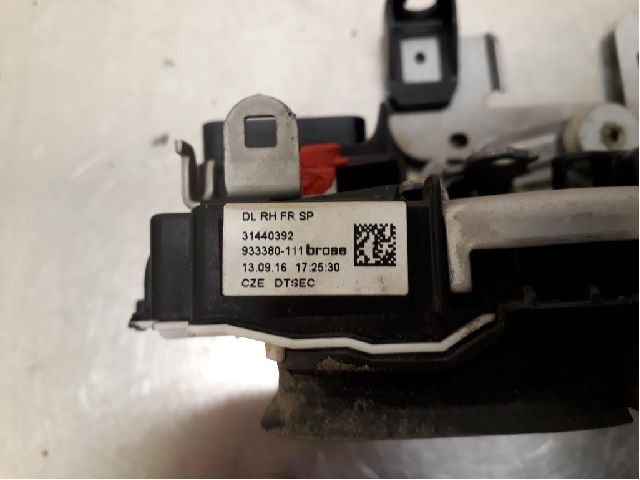 DL RH FR SP
31440392
933380-111 brose
13.09.16 17:25:30
CZE DTSEC